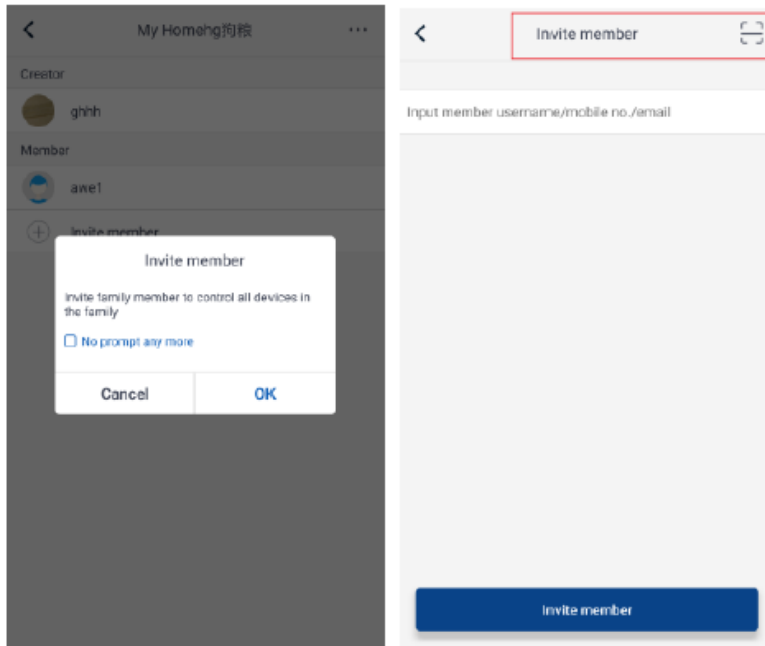 My Homehg狗粮
Creator
ghhh
Member
awe1
Invite member
Invite member
Invite family member to control all devices in
the family
No prompt any more
Cancel
OK
Invite member
Input member username/mobile no./email
Invite member